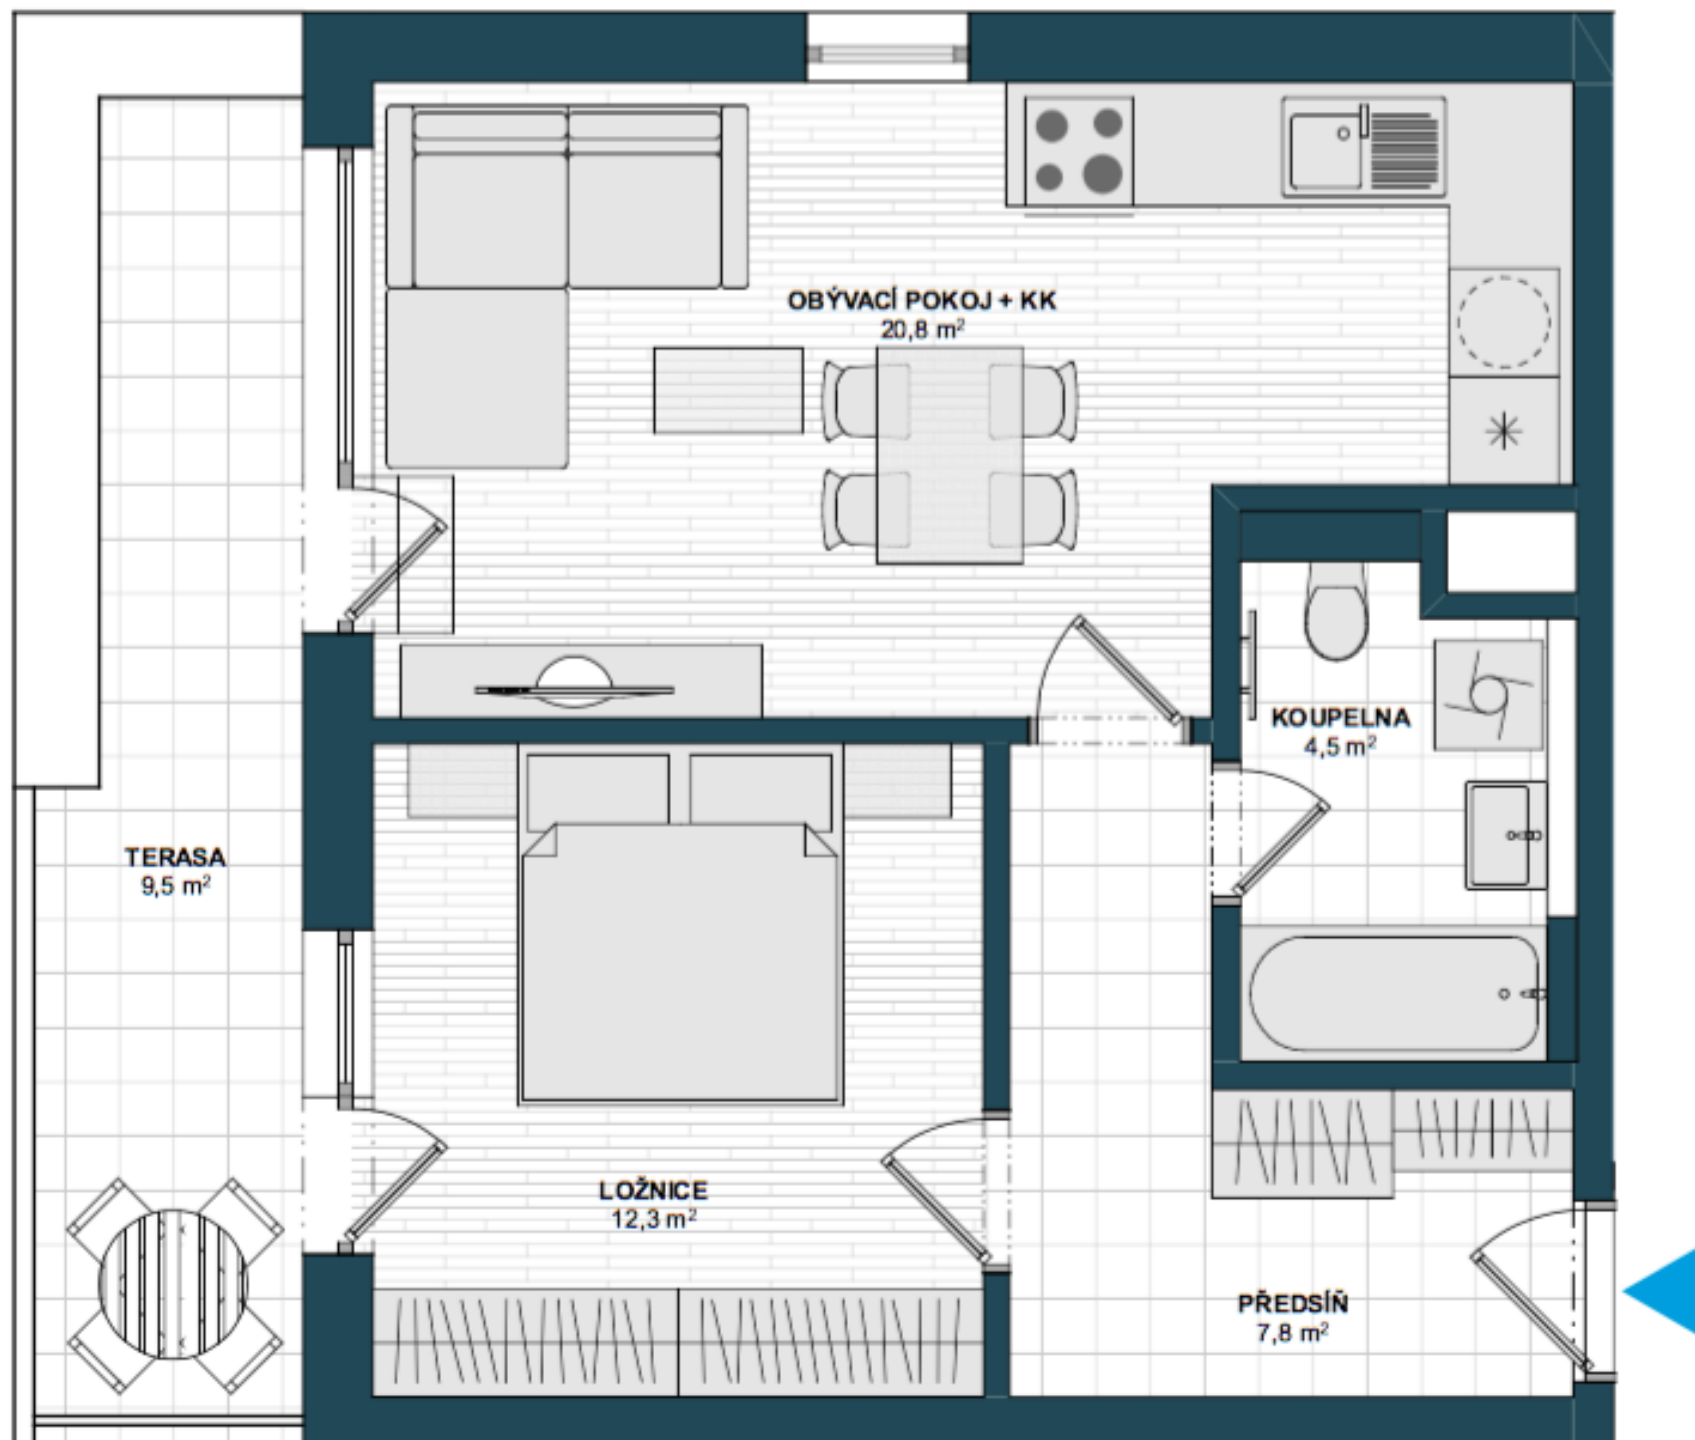 OBÝVACÍ POKOJ + KK
20,8 m²
KOUPELNA
4,5 m²
TERASA
9,5 m²
LOŽNICE
12,3 m²
PŘEDSÍŇ
7,8 m²